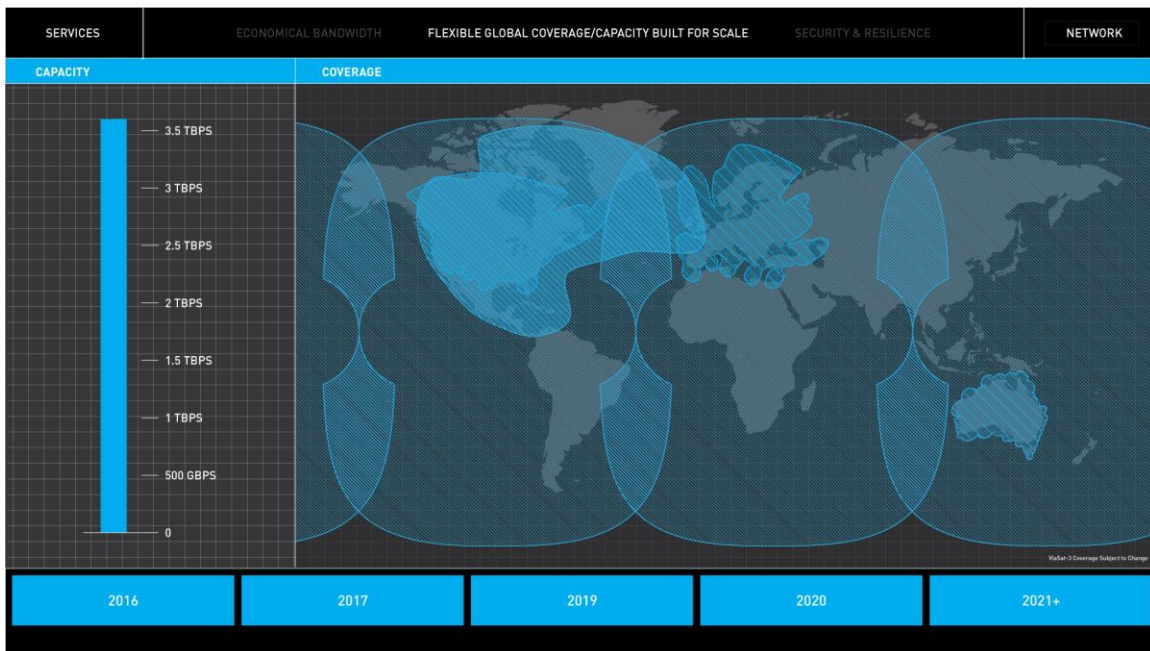 SERVICES
ECONOMICAL BANDWIDTH
FLEXIBLE GLOBAL COVERAGE/CAPACITY BUILT FOR SCALE
SECURITY & RESILIENCE
NETWORK
CAPACITY
COVERAGE
3.5 TBPS
3 TBPS
2.5 TBPS
2 TBPS
1.5 TBPS
1 TBPS
500 GBPS
0
ViaSat-3 Coverage Subject to Change
2016
2017
2019
2020
2021+